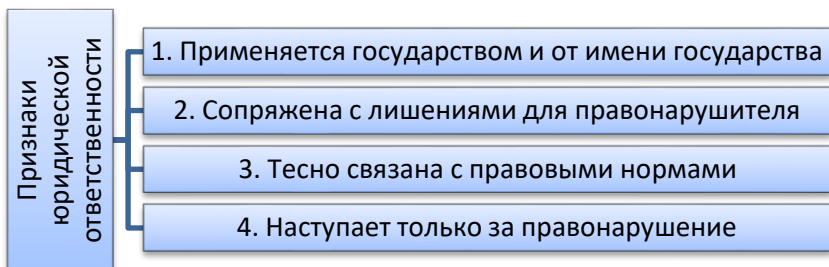 Признаки
юридической
ответственности
1. Применяется государством и от имени государства
2. Сопряжена с лишениями для правонарушителя
3. Тесно связана с правовыми нормами
4. Наступает только за правонарушение